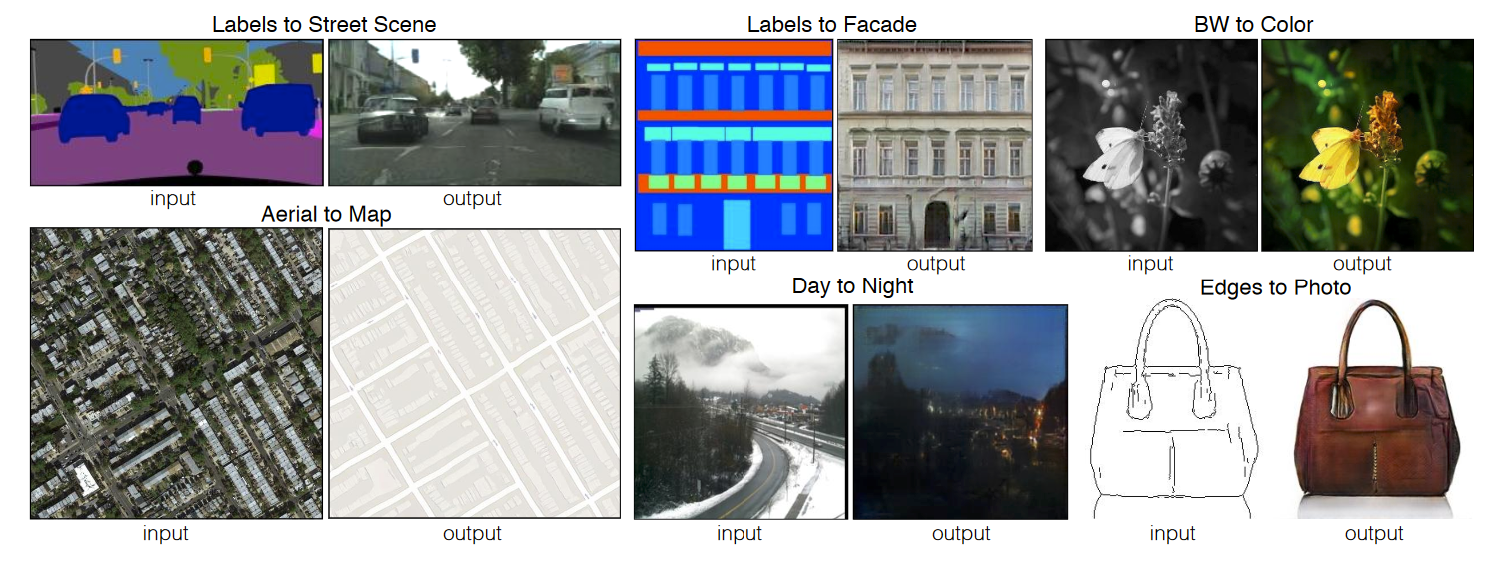 Labels to Street Scene
input
output
Aerial to Map
input
output
Labels to Facade
input
output
BW to Color
input
output
Day to Night
input
output
Edges to Photo
input
output